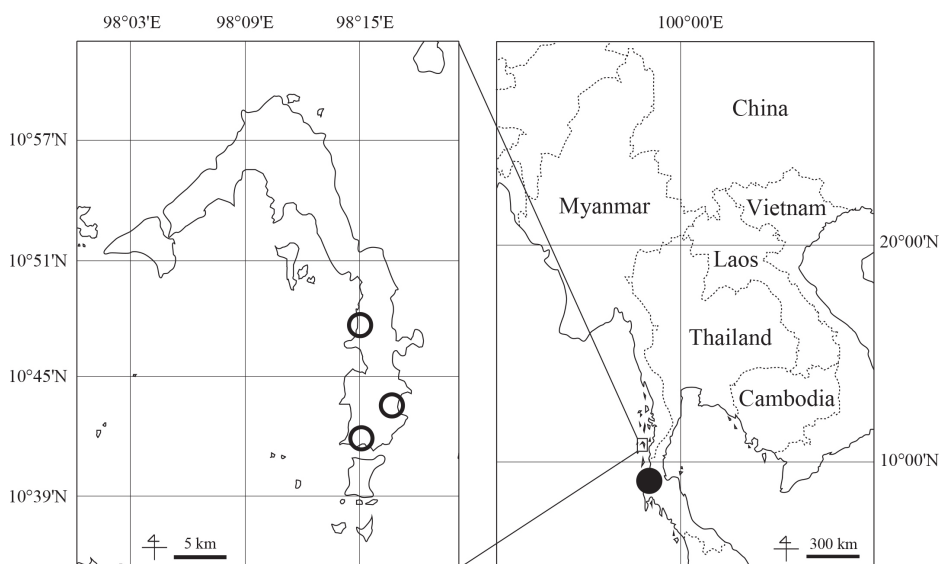 98°03'E 98°09'E 98°15'E
100°00'E
10°57'N
10°51'N
10°45'N
10°39'N
5 km
China
Myanmar
Vietnam
20°00'N
Laos
Thailand
Cambodia
10°00'N
300 km